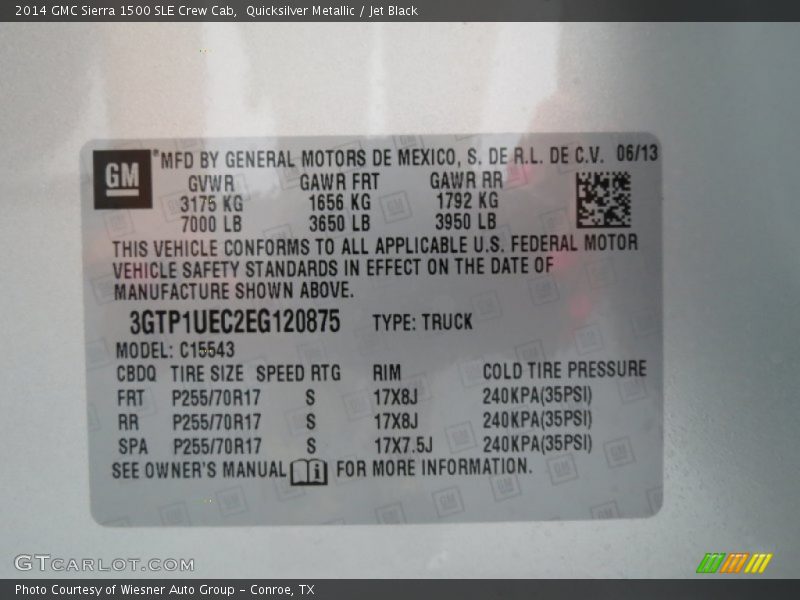 2014 GMC Sierra 1500 SLE Crew Cab,  Quicksilver Metallic / Jet Black
GM
MFD BY GENERAL MOTORS DE MEXICO, S. DE R.L. DE C.V. 06/13
GVWR GAWR FRT GAWR RR
3175 KG 1656 KG 1792 KG
7000 LB 3650 LB 3950 LB
THIS VEHICLE CONFORMS TO ALL APPLICABLE U.S. FEDERAL MOTOR
VEHICLE SAFETY STANDARDS IN EFFECT ON THE DATE OF
MANUFACTURE SHOWN ABOVE.
3GTP1UEC2EG120875 TYPE: TRUCK
MODEL: C15543
CBDQ TIRE SIZE SPEED RTG RIM COLD TIRE PRESSURE
FRT P255/70R17 S 17X8J 240KPA(35PSI)
RR P255/70R17 S 17X8J 240KPA(35PSI)
SPA P255/70R17 S 17X7.5J 240KPA(35PSI)
SEE OWNER'S MANUAL i FOR MORE INFORMATION.
GTCARLOT.COM
Photo Courtesy of Wiesner Auto Group - Conroe, TX